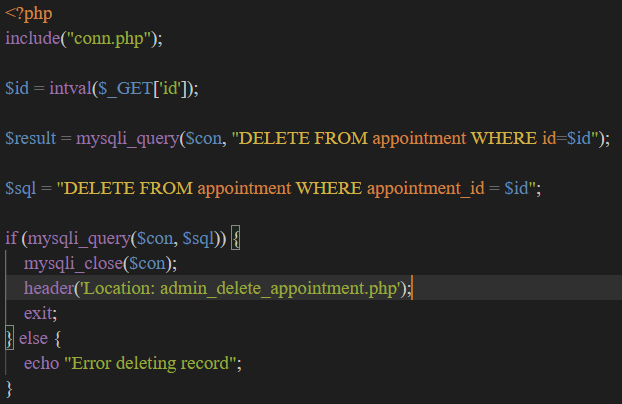 <?php
include("conn.php");
$id = intval($_GET['id']);
$result = mysqli_query($con, "DELETE FROM appointment WHERE id=$id");
$sql = "DELETE FROM appointment WHERE appointment_id = $id";
if (mysqli_query($con, $sql)) {
mysqli_close($con);
header('Location: admin_delete_appointment.php');
exit;
} else {
echo "Error deleting record";
}